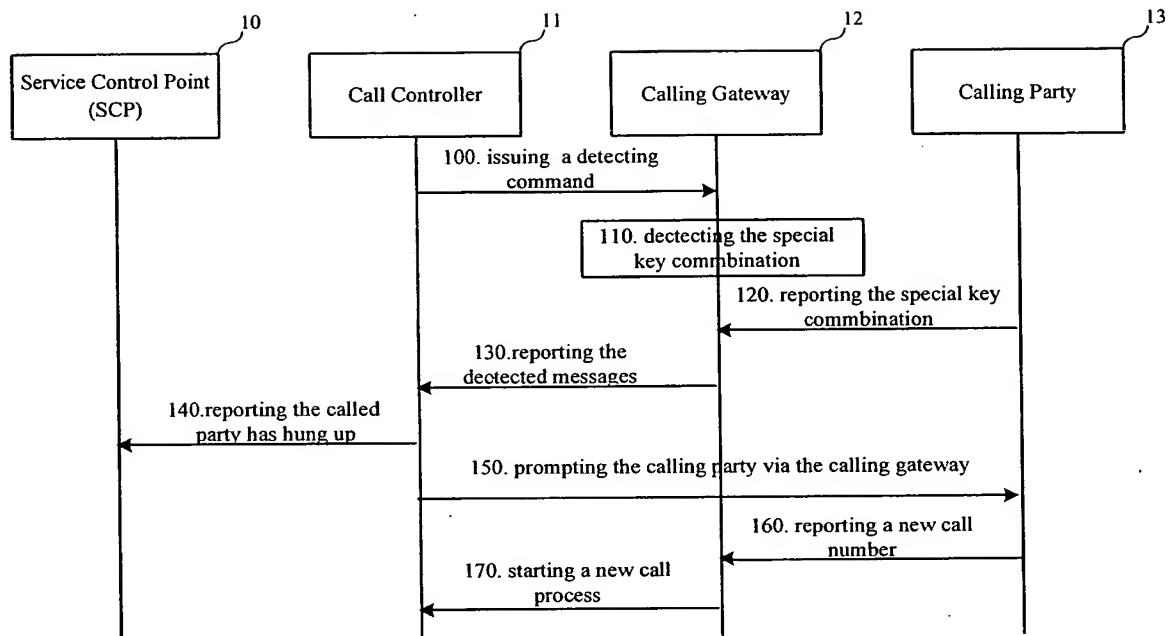 10
11
12
13
Service Control Point
(SCP)
Call Controller
Calling Gateway
Calling Party
100. issuing a detecting
command
110. dectecting the special
key commbination
120. reporting the special key
commbination
130.reporting the
dectected messages
140.reporting the called
party has hung up
150. prompting the calling party via the calling gateway
160. reporting a new call
number
170. starting a new call
process